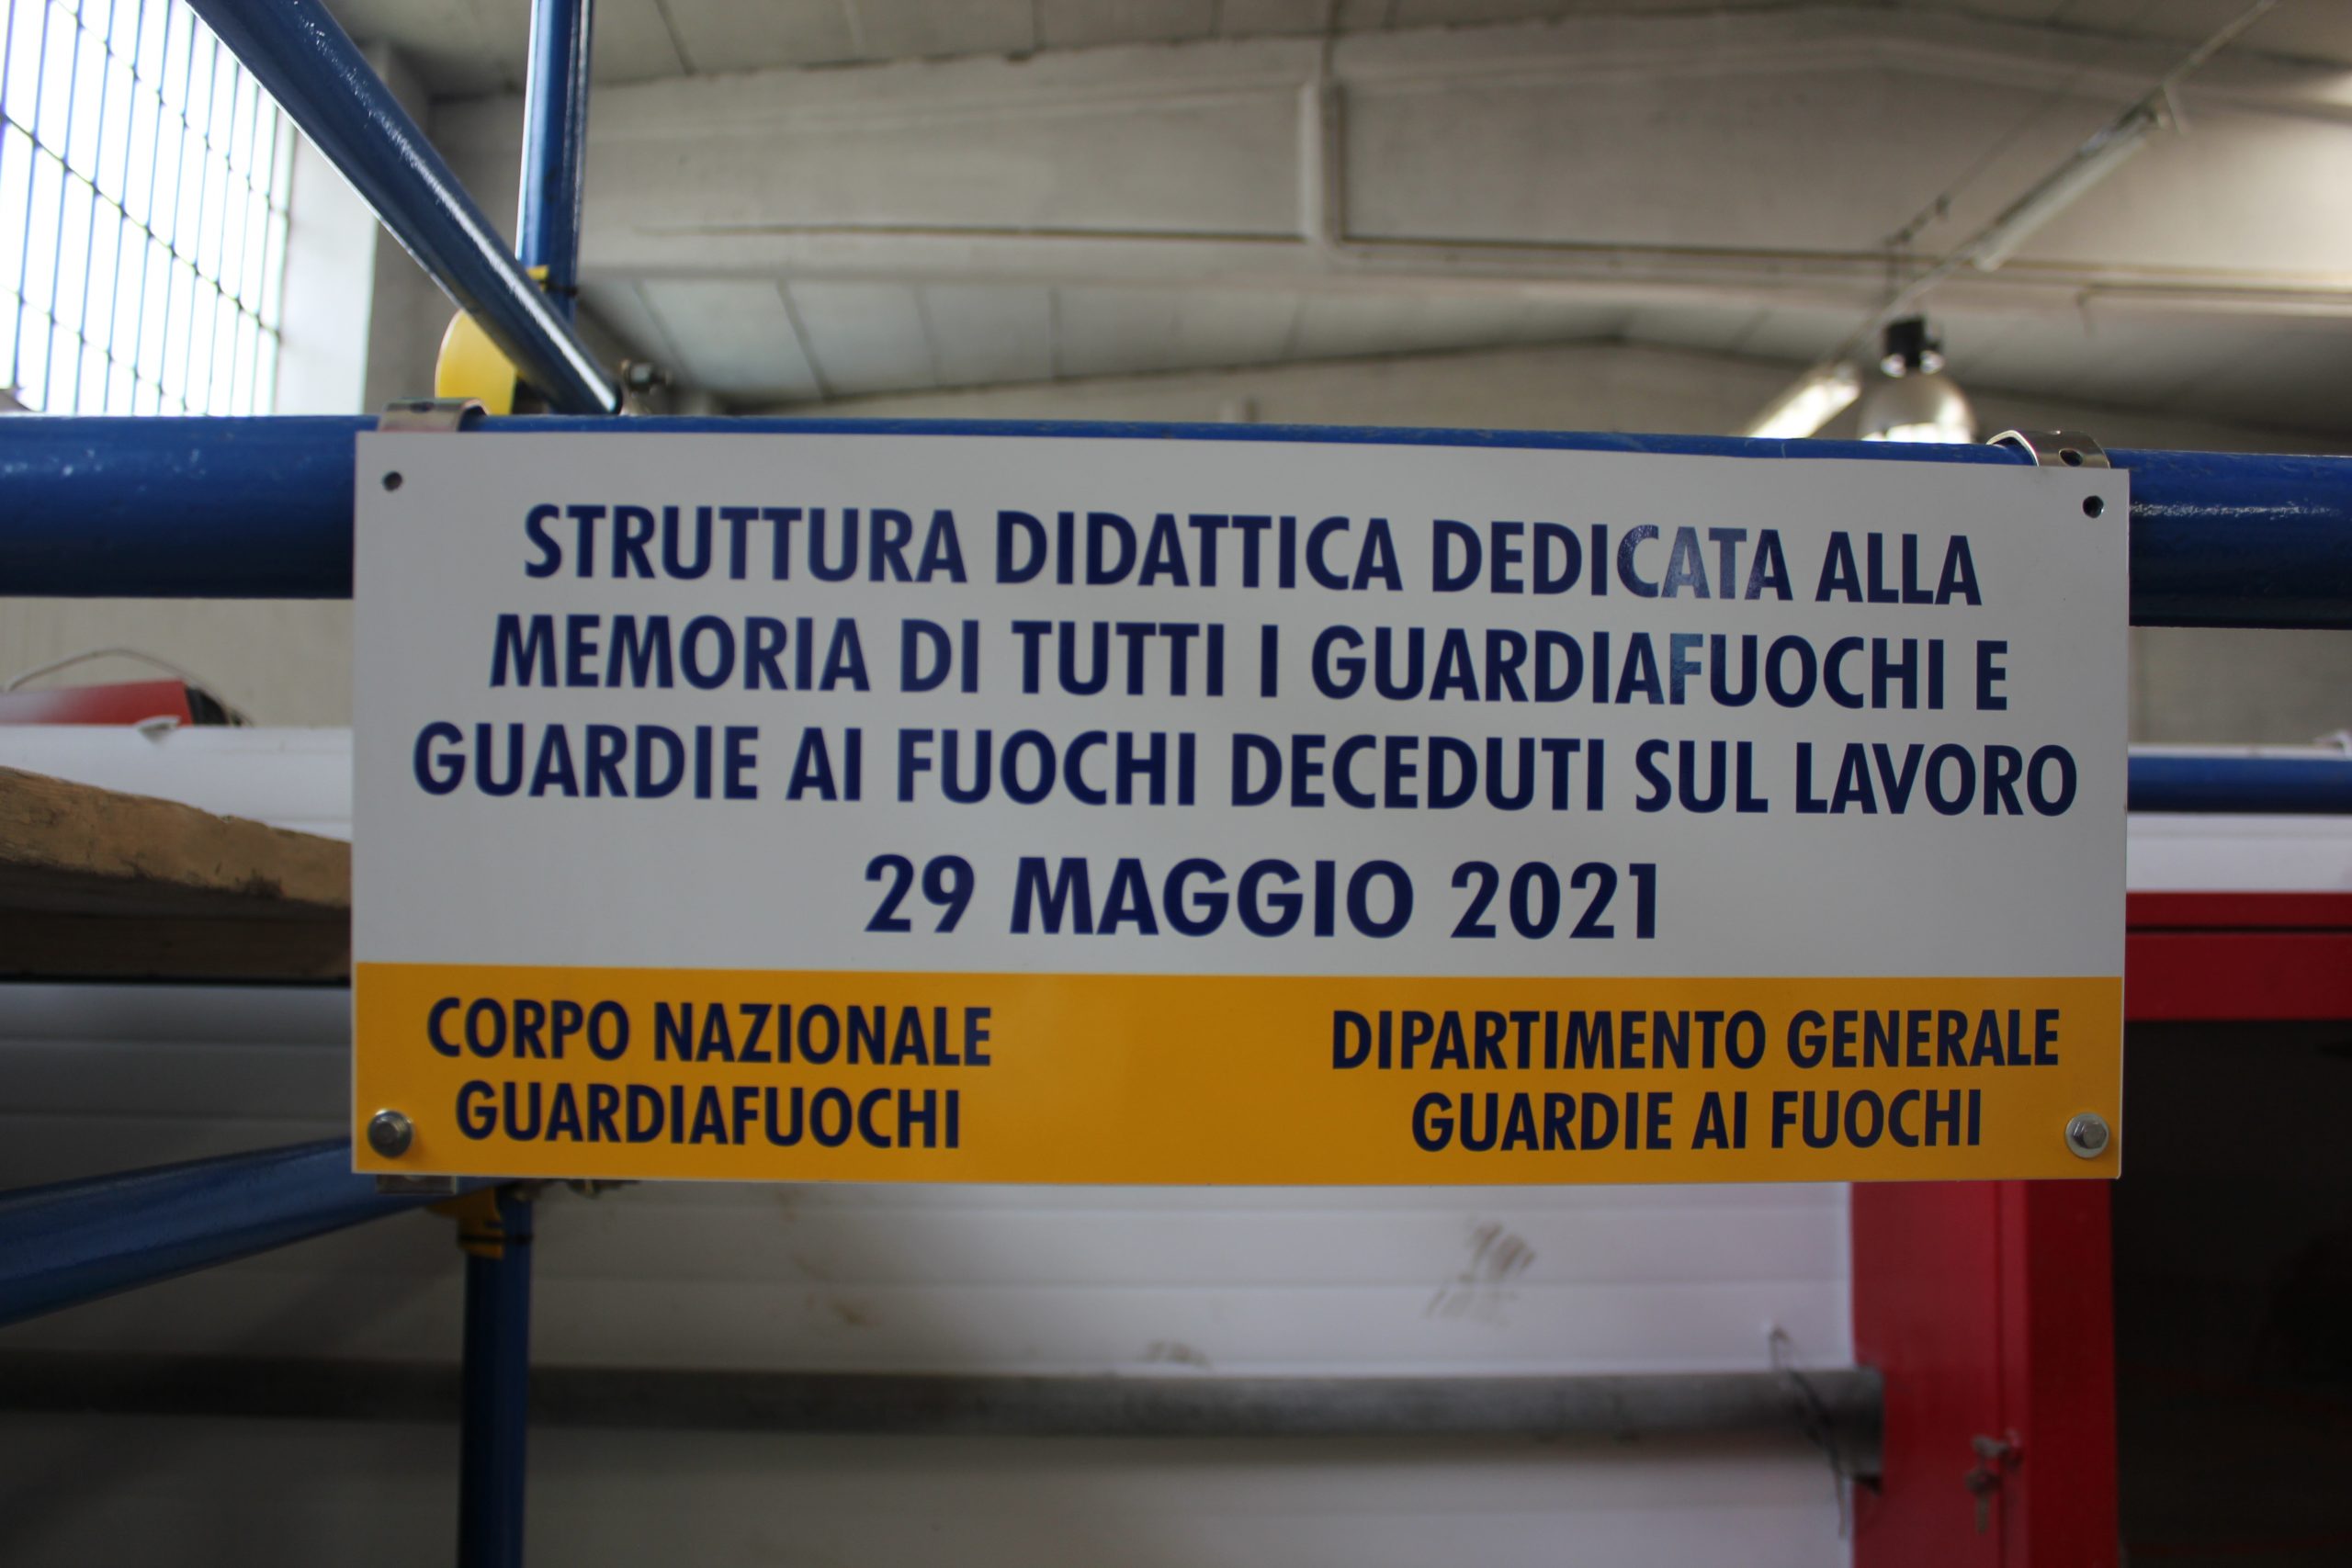 STRUTTURA DIDATTICA DEDICATA ALLA
MEMORIA DI TUTTI I GUARDIAFUOCHI E
GUARDIE AI FUOCHI DECEDUTI SUL LAVORO
29 MAGGIO 2021
CORPO NAZIONALE
GUARDIAFUOCHI
DIPARTIMENTO GENERALE
GUARDIE AI FUOCHI